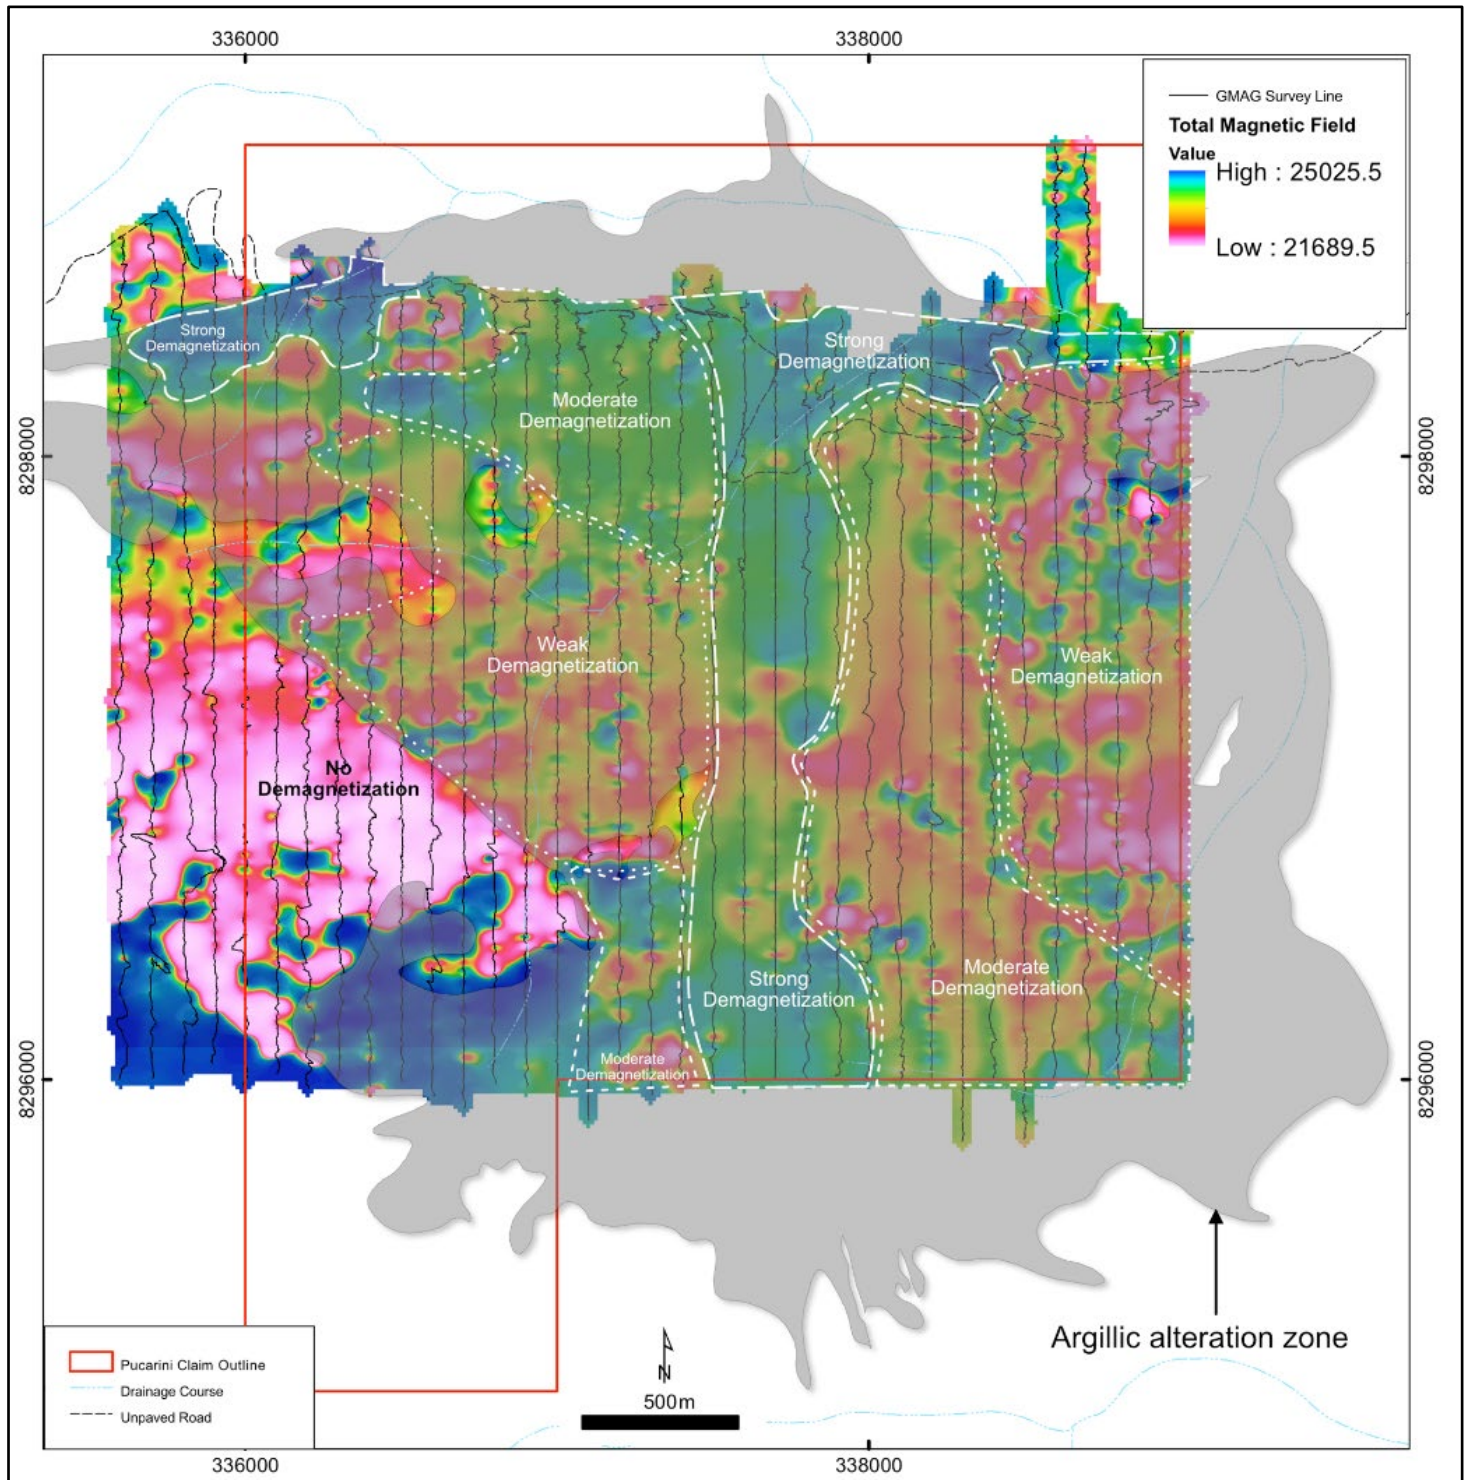 336000
338000
GMAG Survey Line
Total Magnetic Field
Value
High : 25025.5
Low : 21689.5
Strong
Demagnetization
Strong
Demagnetization
Moderate
Demagnetization
8298000
8298000
Weak
Demagnetization
Weak
Demagnetization
No
Demagnetization
Strong
Demagnetization
Moderate
Demagnetization
Moderate
Demagnetization
8296000
8296000
Argillic alteration zone
Pucarini Claim Outline
Drainage Course
Unpaved Road
N
500m
336000
338000